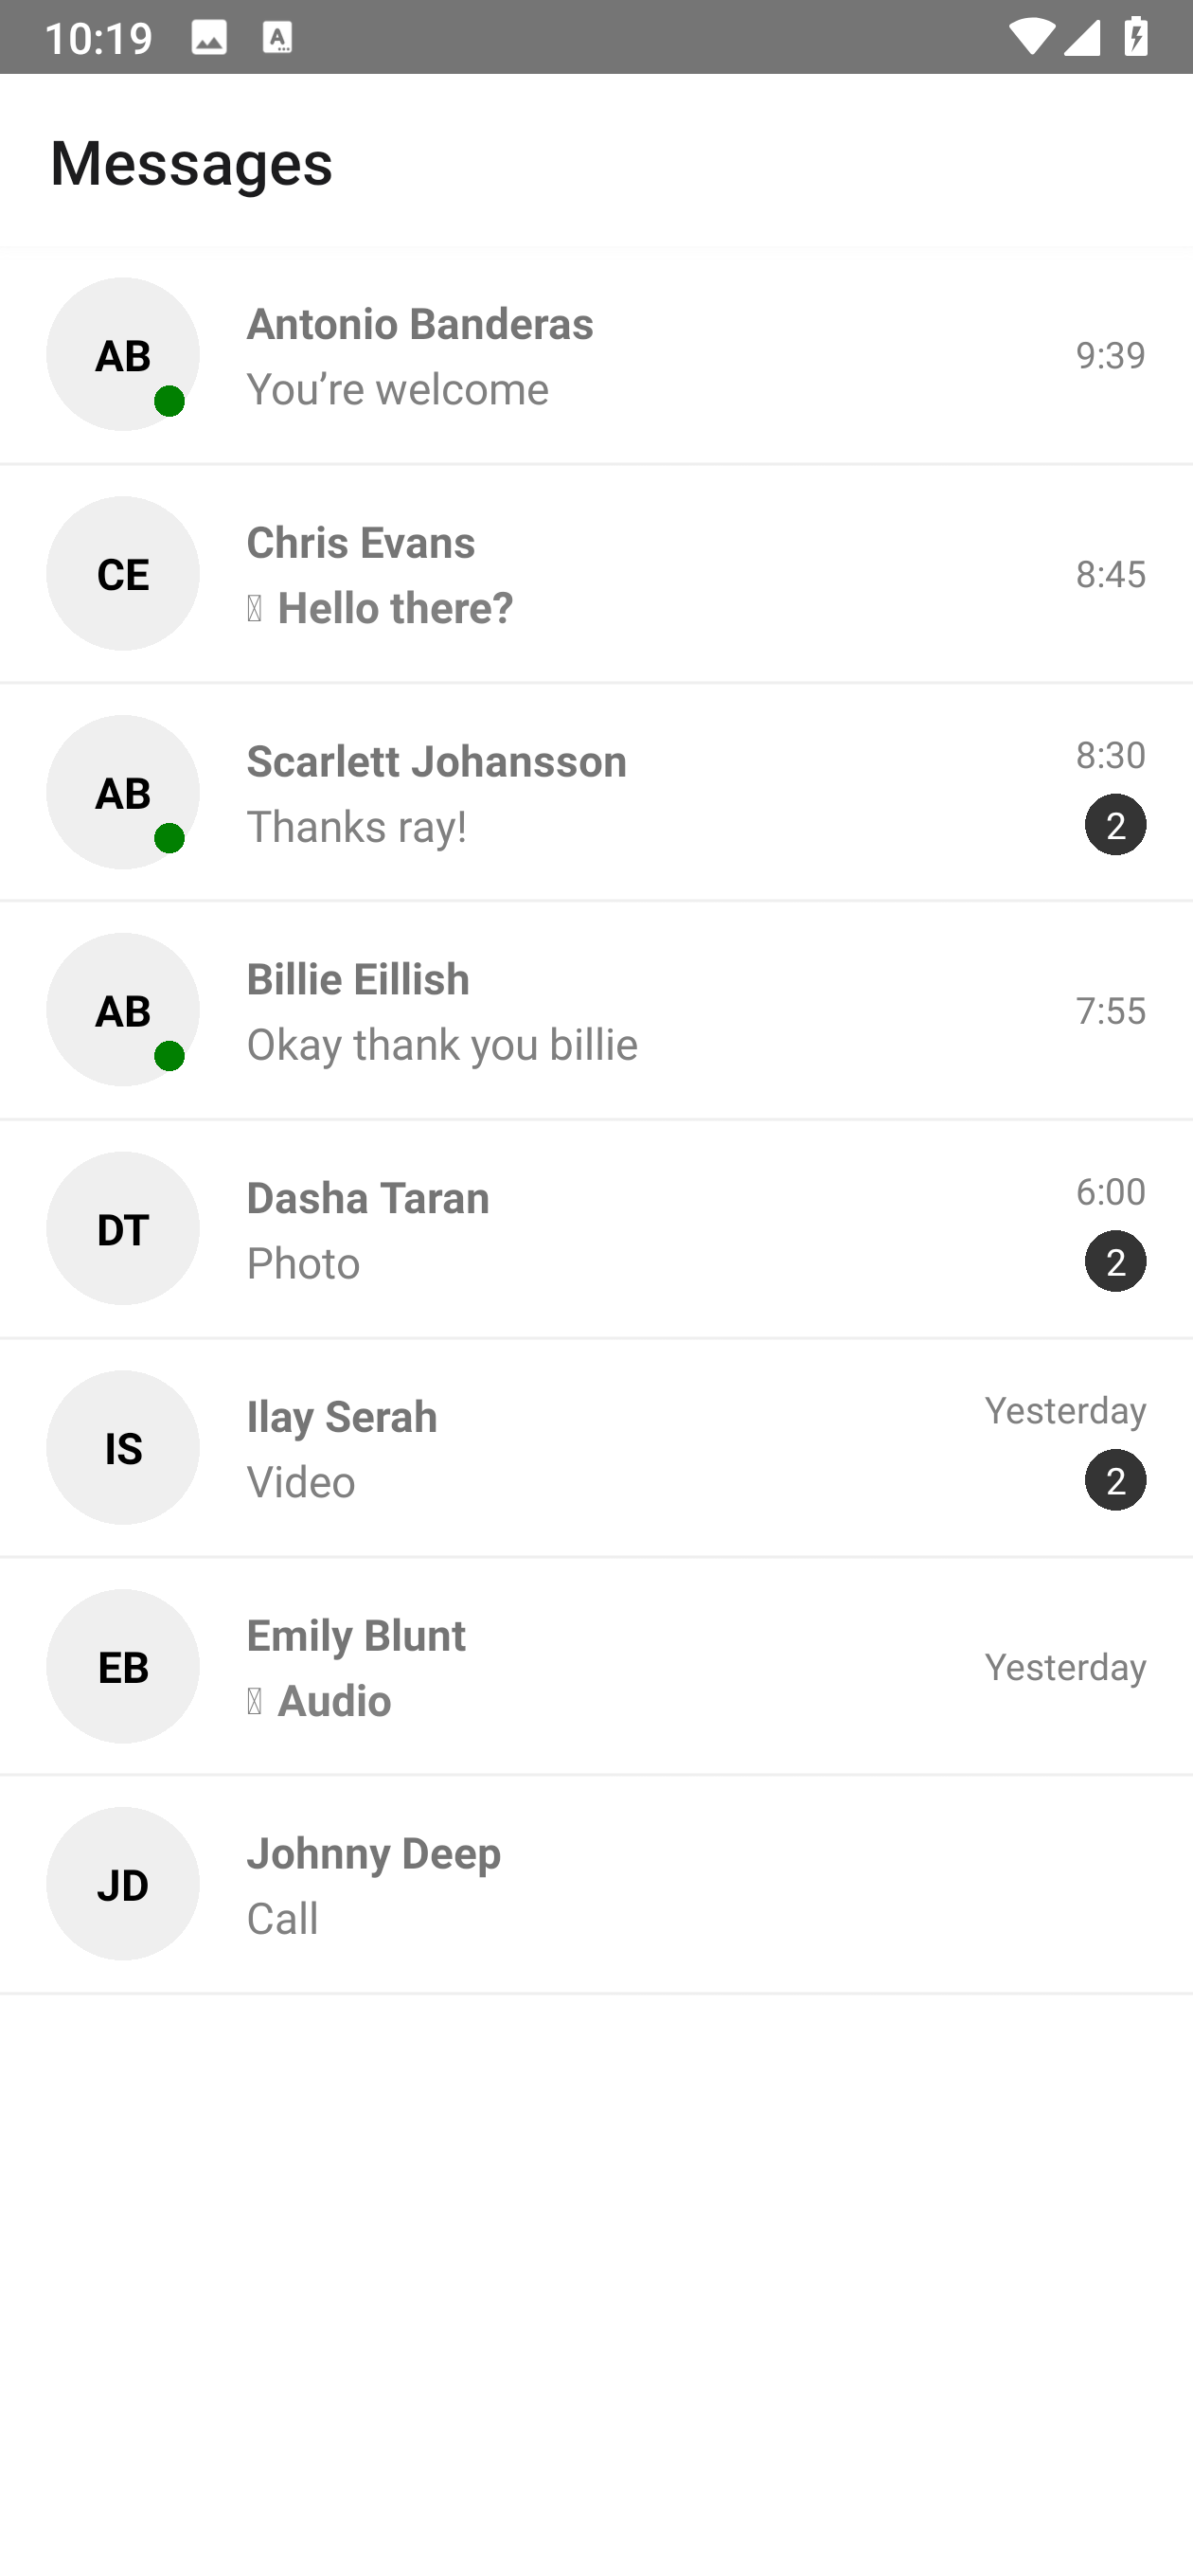 10:19
Messages
AB
Antonio Banderas
You’re welcome
9:39
CE
Chris Evans
Hello there?
8:45
AB
Scarlett Johansson
Thanks ray!
8:30
2
AB
Billie Eillish
Okay thank you billie
7:55
DT
Dasha Taran
Photo
6:00
2
IS
Ilay Serah
Video
Yesterday
2
EB
Emily Blunt
Audio
Yesterday
JD
Johnny Deep
Call